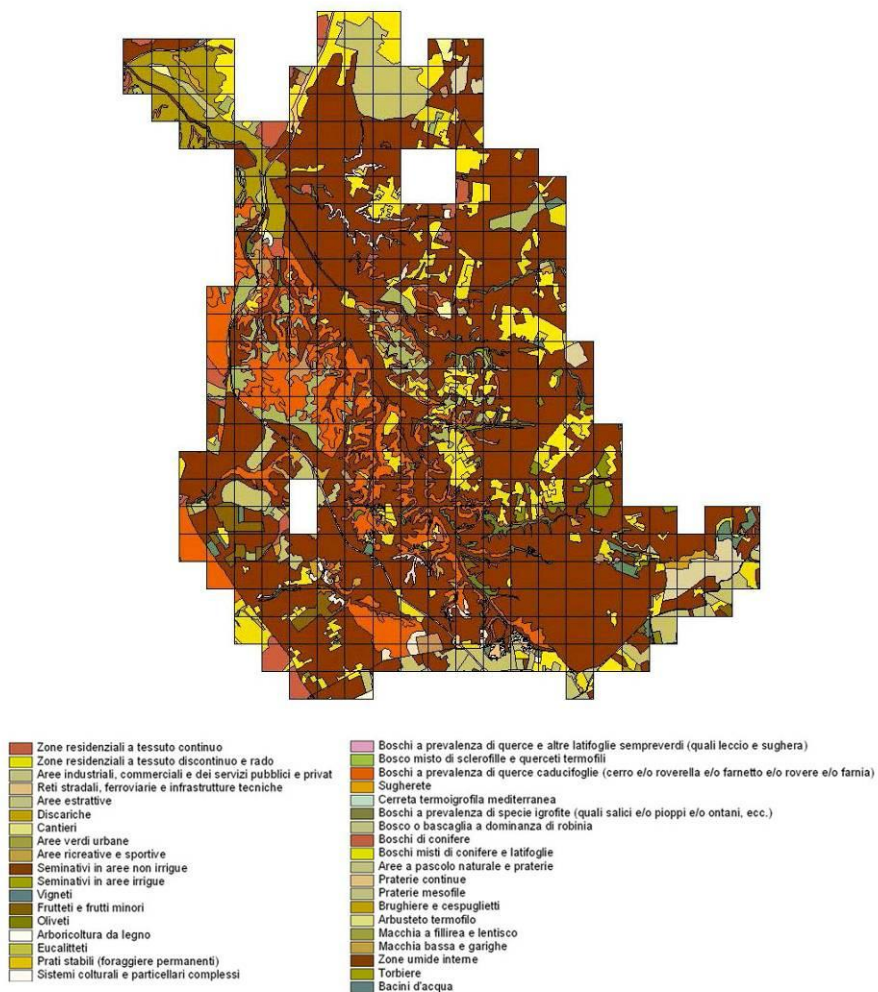 Zone residenziali a tessuto continuo
Zone residenziali a tessuto discontinuo e rado
Aree industriali, commerciali e dei servizi pubblici e privat
Reti stradali, ferroviarie e infrastrutture tecniche
Aree estrattive
Discariche
Cantieri
Aree verdi urbane
Aree ricreative e sportive
Seminativi in aree non irrigue
Seminativi in aree irrigue
Vigneti
Frutteti e frutti minori
Oliveti
Arboricoltura da legno
Eucalitteti
Prati stabili (foraggiere permanenti)
Sistemi colturali e particellari complessi
Boschi a prevalenza di querce e altre latifoglie sempreverdi (quali leccio e sughera)
Bosco misto di sclerofille e querceti termofili
Boschi a prevalenza di querce caducifoglie (cerro e/o roverella e/o farnetto e/o rovere e/o farnia)
Sugherete
Cerreta termoigrofila mediterranea
Boschi a prevalenza di specie igrofite (quali salici e/o pioppi e/o ontani, ecc.)
Bosco o boscaglia a dominanza di robinia
Boschi di conifere
Boschi misti di conifere e latifoglie
Aree a pascolo naturale e praterie
Praterie continue
Praterie mesofile
Brughiere e cespuglietti
Arbusteto termofilo
Macchia a fillirea e lentisco
Macchia bassa e garighe
Zone umide interne
Torbiere
Bacini d'acqua